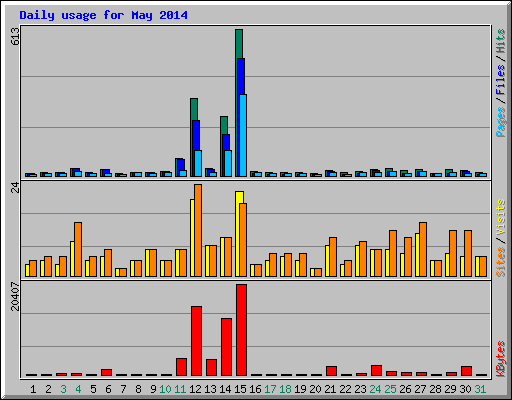 Daily usage for May 2014
613
Pages / Files / Hits
24
Sites / Visits
20407
KBytes
1 2 3 4 5 6 7 8 9 10 11 12 13 14 15 16 17 18 19 20 21 22 23 24 25 26 27 28 29 30 31